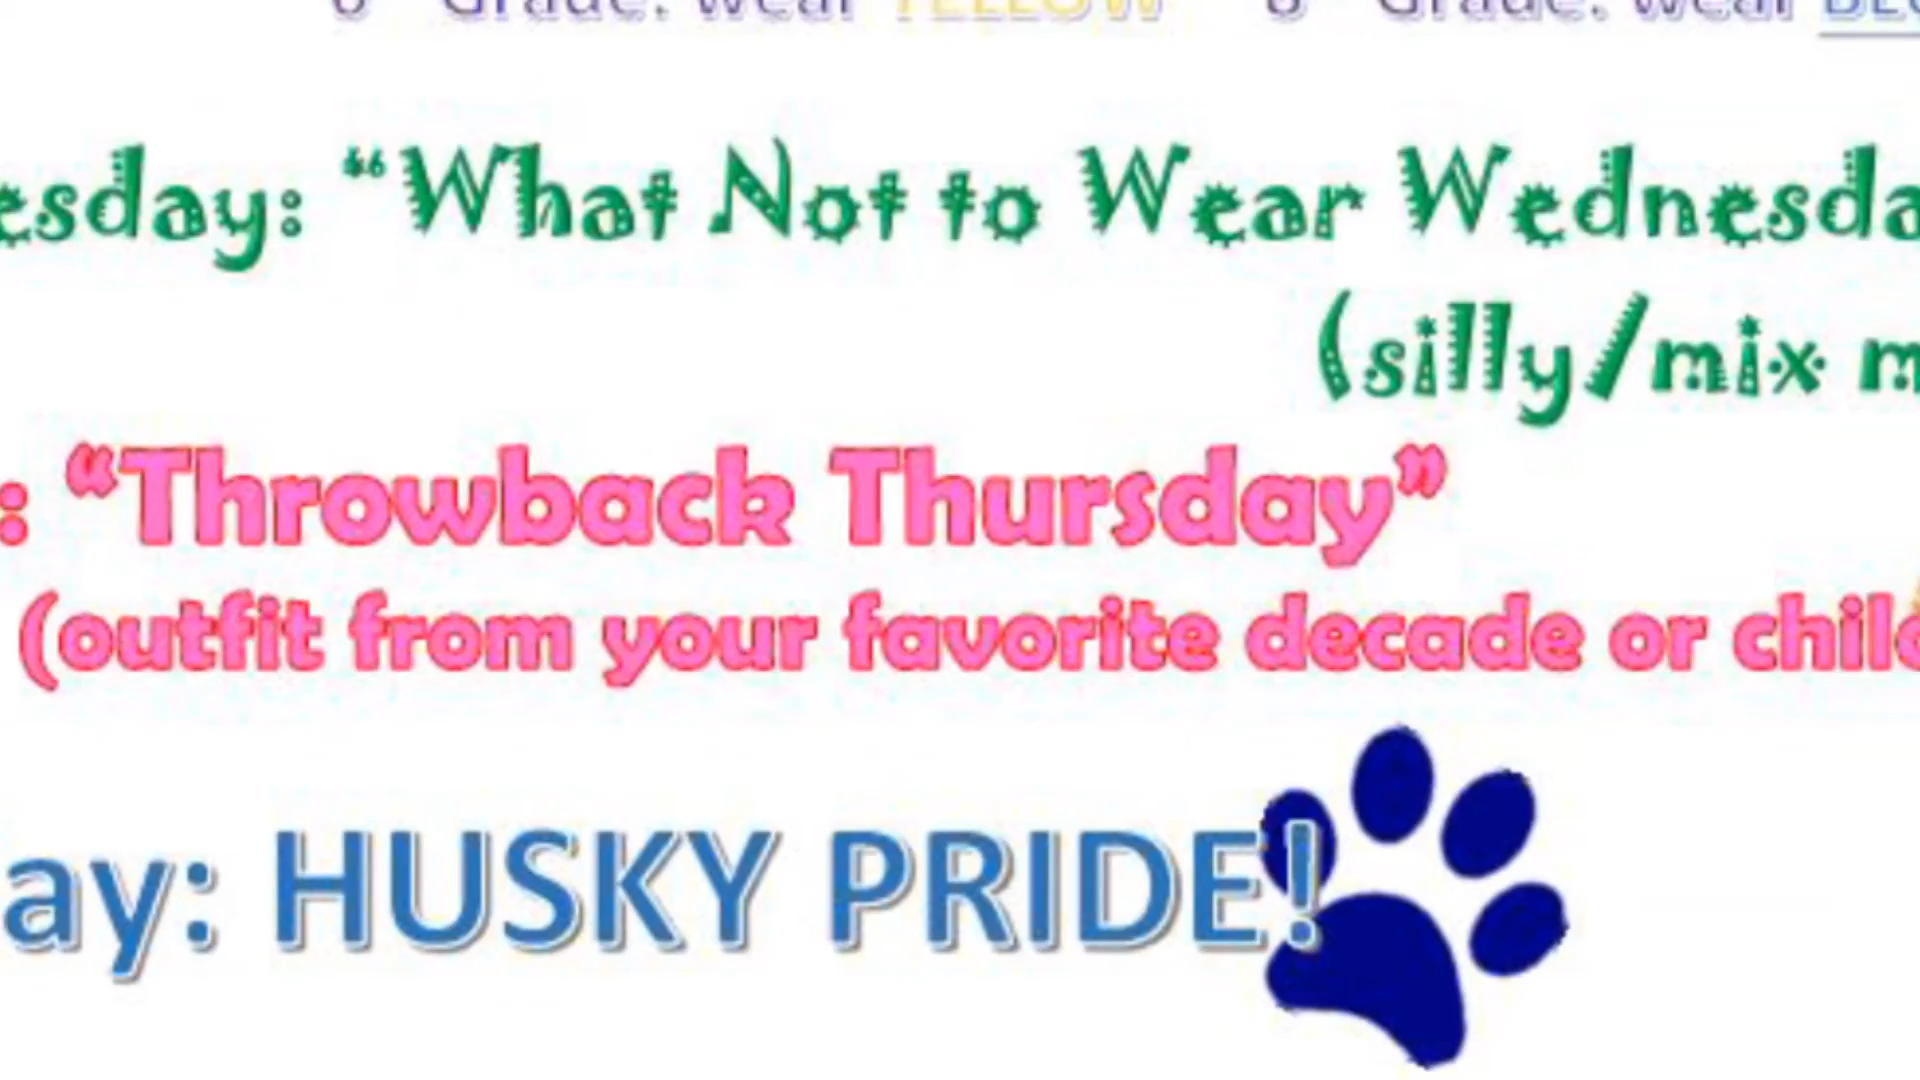 Grade: wear YELLOW Grade: wear
esday: “What Not to Wear Wednesda
(silly/mix m
: “Throwback Thursday”
(outfit from your favorite decade or chil
ay: HUSKY PRIDE!